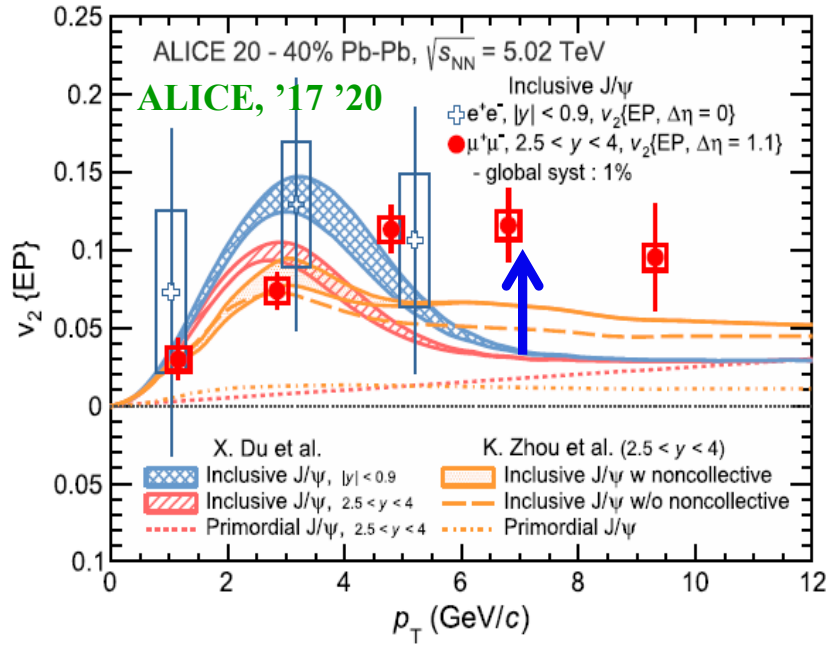 ALICE 20 - 40% Pb-Pb, √sNN = 5.02 TeV
ALICE, '17 '20
Inclusive J/ψ
e⁺e⁻, |y| < 0.9, v₂{EP, Δη = 0}
μ⁺μ⁻, 2.5 < y < 4, v₂{EP, Δη = 1.1}
- global syst : 1%
v₂ {EP}
0.25
0.2
0.15
0.1
0.05
0
0.05
0.1
X. Du et al.
Inclusive J/ψ, |y| < 0.9
Inclusive J/ψ, 2.5 < y < 4
Primordial J/ψ, 2.5 < y < 4
K. Zhou et al. (2.5 < y < 4)
Inclusive J/ψ w noncollective
Inclusive J/ψ w/o noncollective
Primordial J/ψ
0 2 4 6 8 10 12
pT (GeV/c)